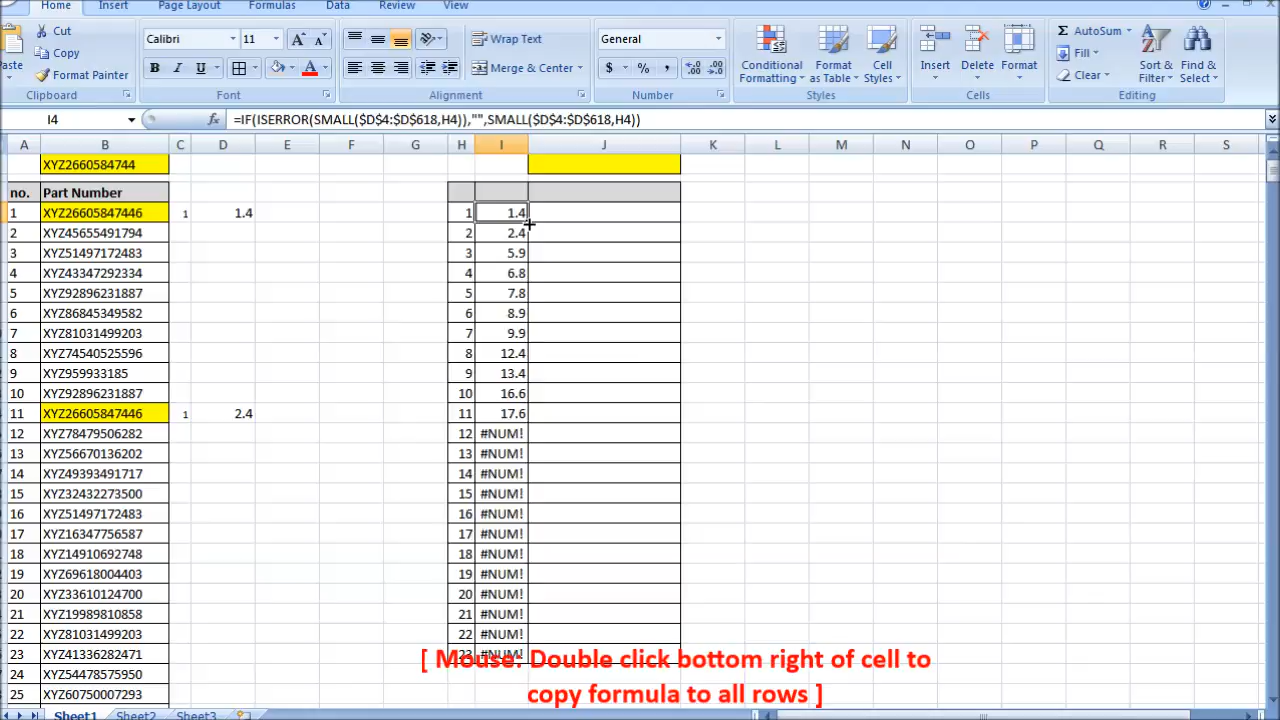 Home Insert Page Layout Formulas Data Review View
Cut
Copy
Format Painter
Clipboard
Calibri 11 A A
B I U A
Font
Wrap Text
Merge & Center
Alignment
General
$ % ,
Number
Conditional Formatting
Format as Table
Cell Styles
Styles
Insert Delete Format
Cells
AutoSum
Fill
Clear
Sort & Filter
Find & Select
Editing
I4 fx =IF(ISERROR(SMALL($D$4:$D$618,H4)),"",SMALL($D$4:$D$618,H4))
A B C D E F G H I J K L M N O P Q R S
XYZ2660584744
no. Part Number
1 XYZ26605847446 1 1.4 1 1.4
2 XYZ45655491794 2 2.4
3 XYZ51497172483 3 5.9
4 XYZ43347292334 4 6.8
5 XYZ92896231887 5 7.8
6 XYZ86845349582 6 8.9
7 XYZ81031499203 7 9.9
8 XYZ74540525596 8 12.4
9 XYZ959933185 9 13.4
10 XYZ92896231887 10 16.6
11 XYZ26605847446 1 2.4 11 17.6
12 XYZ78479506282 12 #NUM!
13 XYZ56670136202 13 #NUM!
14 XYZ49393491717 14 #NUM!
15 XYZ32432273500 15 #NUM!
16 XYZ51497172483 16 #NUM!
17 XYZ16347756587 17 #NUM!
18 XYZ14910692748 18 #NUM!
19 XYZ69618004403 19 #NUM!
20 XYZ33610124700 20 #NUM!
21 XYZ19989810858 21 #NUM!
22 XYZ81031499203 22 #NUM!
23 XYZ41336282471 23 #NUM!
24 XYZ54478575950
25 XYZ60750007293
[ Mouse: Double click bottom right of cell to
copy formula to all rows ]
Sheet1 Sheet2 Sheet3